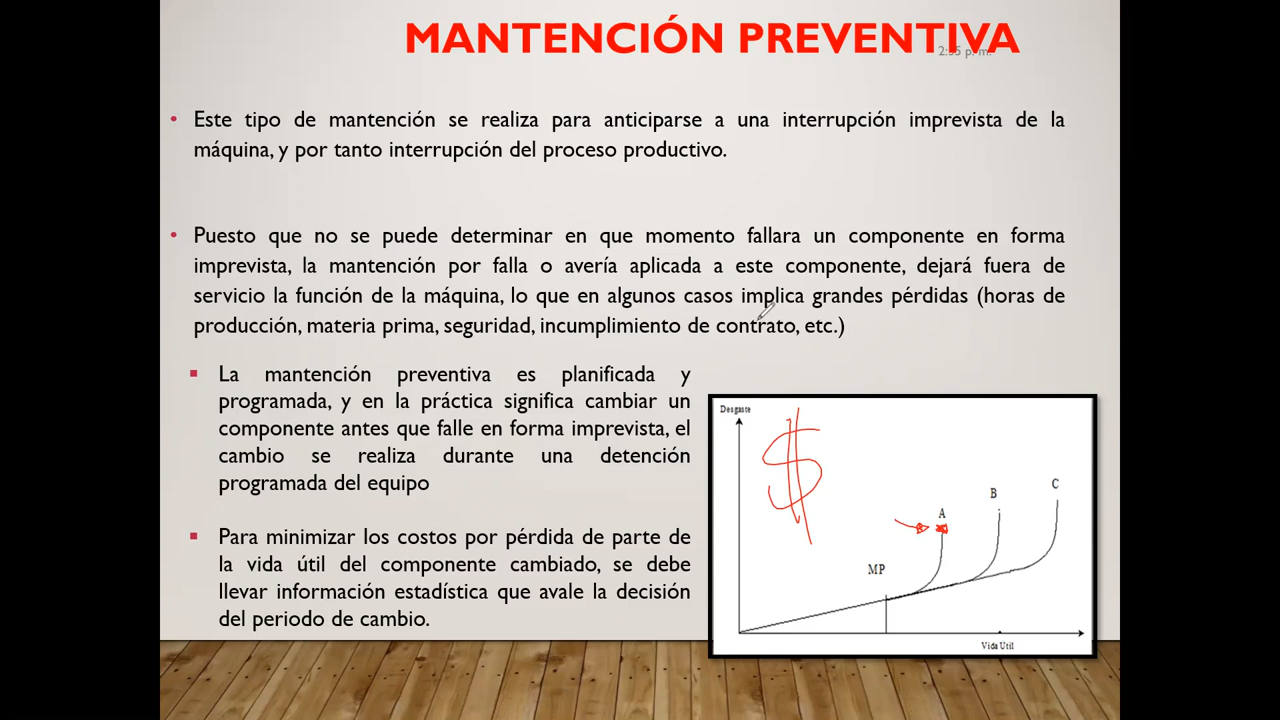 MANTENCIÓN PREVENTIVA
2:55 p. m.
• Este tipo de mantención se realiza para anticiparse a una interrupción imprevista de la
máquina, y por tanto interrupción del proceso productivo.
• Puesto que no se puede determinar en que momento fallara un componente en forma
imprevista, la mantención por falla o avería aplicada a este componente, dejará fuera de
servicio la función de la máquina, lo que en algunos casos implica grandes pérdidas (horas de
producción, materia prima, seguridad, incumplimiento de contrato, etc.)
▪ La mantención preventiva es planificada y
programada, y en la práctica significa cambiar un
componente antes que falle en forma imprevista, el
cambio se realiza durante una detención
programada del equipo
▪ Para minimizar los costos por pérdida de parte de
la vida útil del componente cambiado, se debe
llevar información estadística que avale la decisión
del periodo de cambio.
Desgaste
$
C
B
A
MP
Vida Util